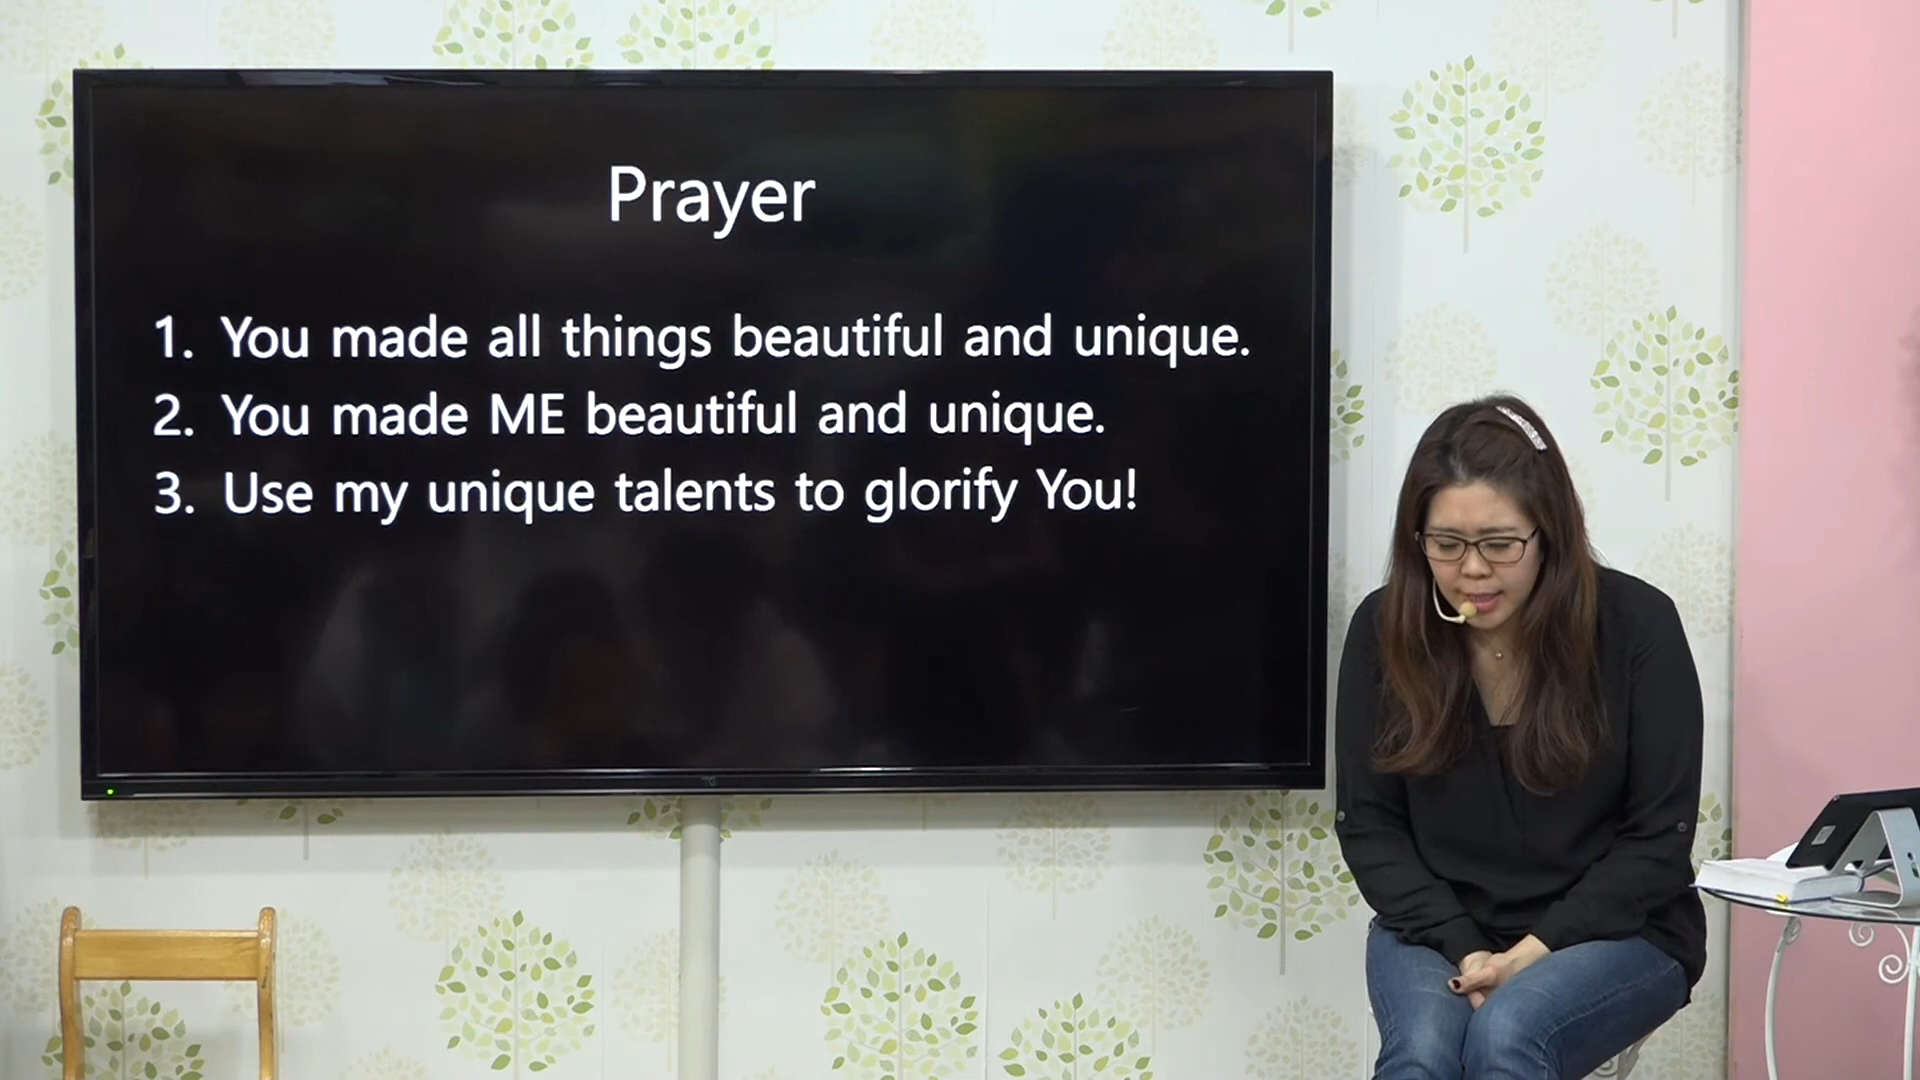 Prayer
1. You made all things beautiful and unique.
2. You made ME beautiful and unique.
3. Use my unique talents to glorify You!